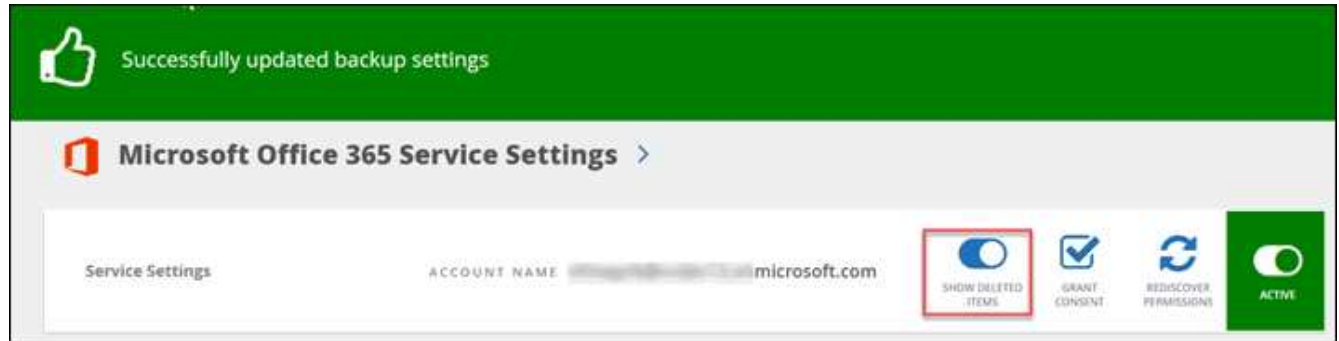 Successfully updated backup settings
Microsoft Office 365 Service Settings >
Service Settings
ACCOUNT NAME microsoft.com
SHOW DELETED
ITEMS
GRANT
CONSENT
REDISCOVER
PERMISSIONS
ACTIVE